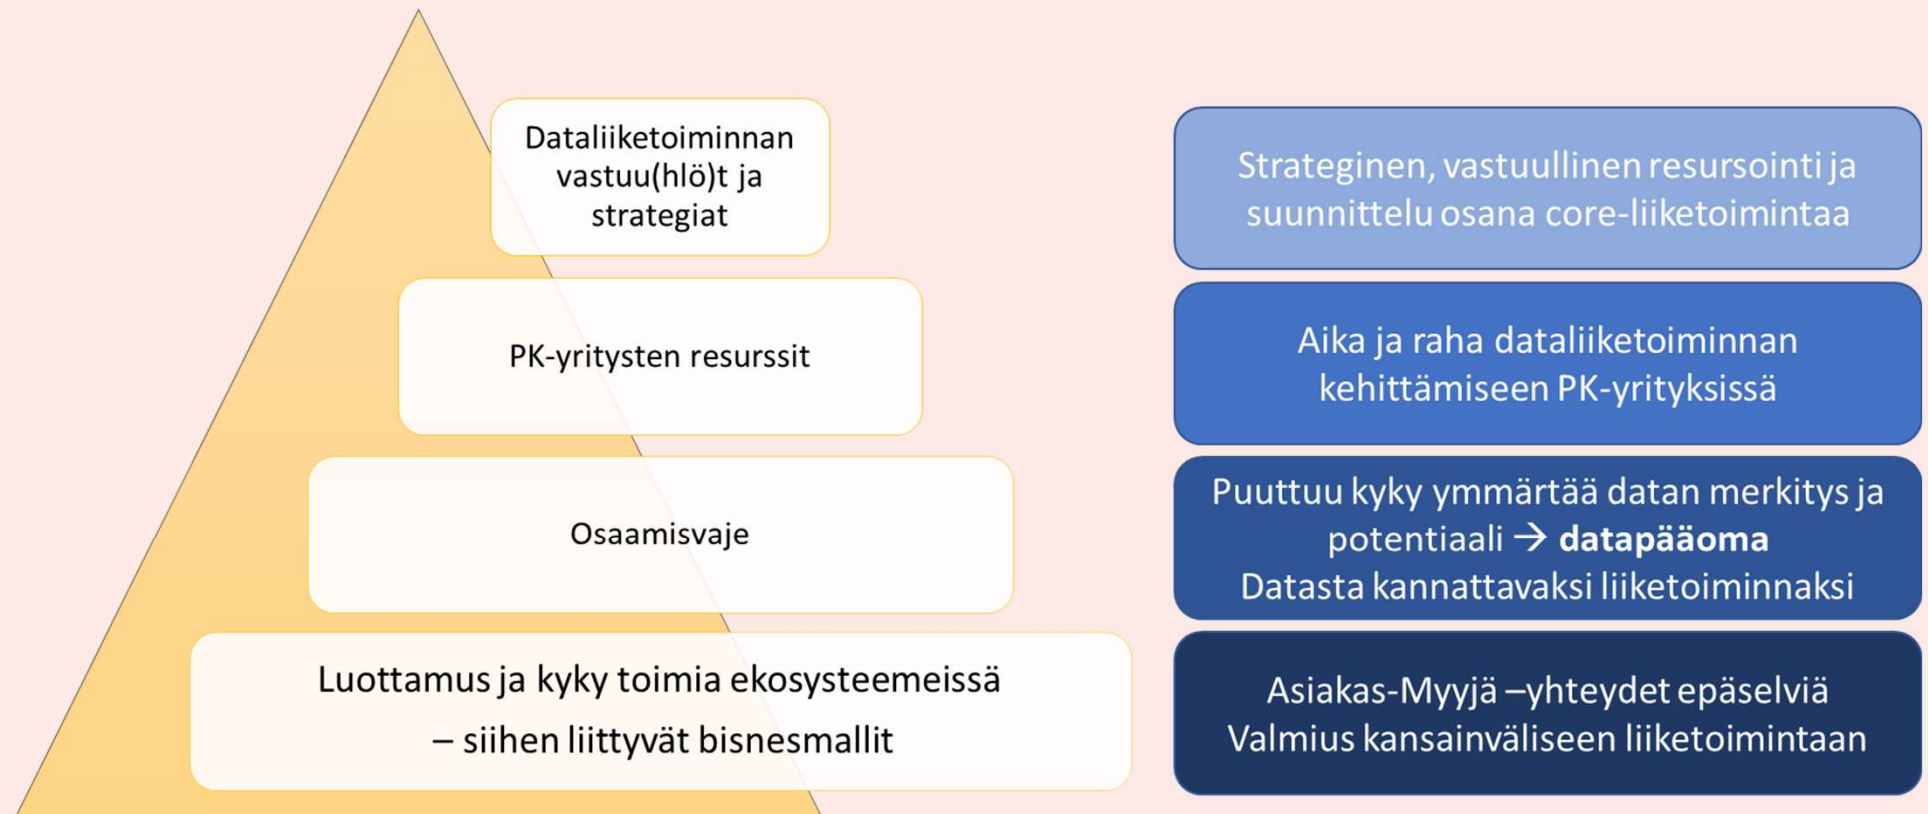 Dataliiketoiminnan
vastuu(hlö)t ja
strategiat
Strateginen, vastuullinen resursointi ja
suunnittelu osana core-liiketoimintaa
PK-yritysten resurssit
Aika ja raha dataliiketoiminnan
kehittämiseen PK-yrityksissä
Osaamisvaje
Puuttuu kyky ymmärtää datan merkitys ja
potentiaali → datapääoma
Datasta kannattavaksi liiketoiminnaksi
Luottamus ja kyky toimia ekosysteemeissä
– siihen liittyvät bisnesmallit
Asiakas-Myyjä –yhteydet epäselviä
Valmius kansainväliseen liiketoimintaan